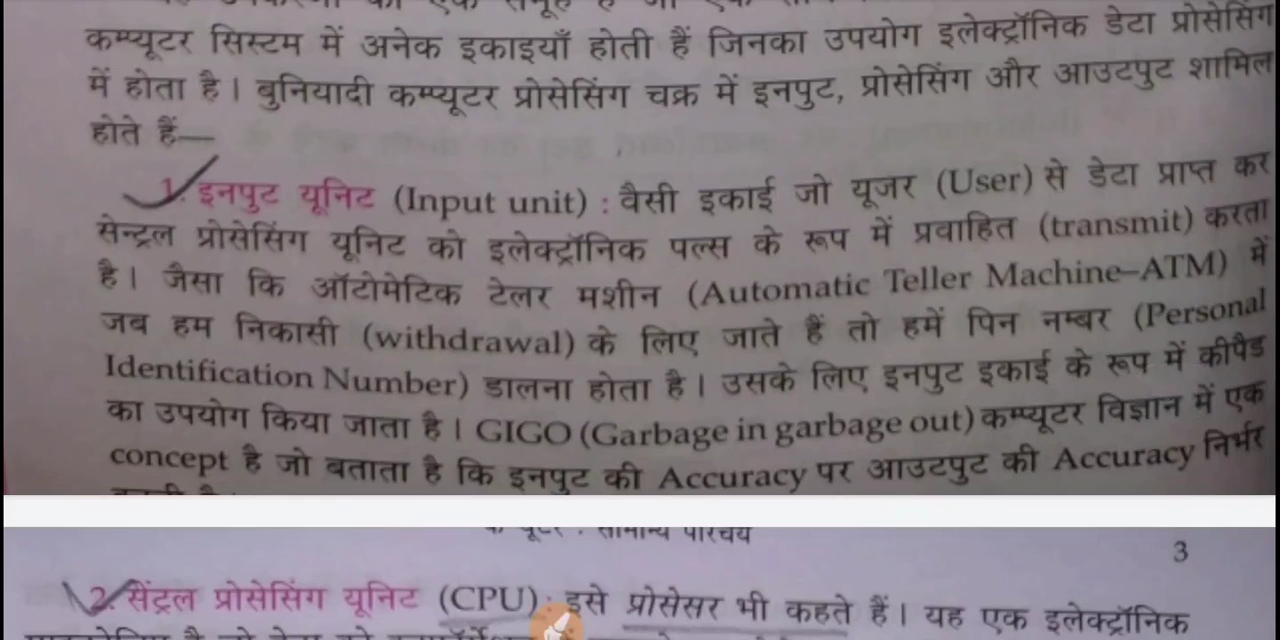 कम्प्यूटर सिस्टम में अनेक इकाइयाँ होती हैं जिनका उपयोग इलेक्ट्रॉनिक डेटा प्रोसेसिंग
में होता है। बुनियादी कम्प्यूटर प्रोसेसिंग चक्र में इनपुट, प्रोसेसिंग और आउटपुट शामिल
होते हैं—
1. इनपुट यूनिट (Input unit) : वैसी इकाई जो यूजर (User) से डेटा प्राप्त कर
सेन्ट्रल प्रोसेसिंग यूनिट को इलेक्ट्रॉनिक पल्स के रूप में प्रवाहित (transmit) करता
है। जैसा कि ऑटोमेटिक टेलर मशीन (Automatic Teller Machine–ATM) में
जब हम निकासी (withdrawal) के लिए जाते हैं तो हमें पिन नम्बर (Personal
Identification Number) डालना होता है। उसके लिए इनपुट इकाई के रूप में कीपैड
का उपयोग किया जाता है। GIGO (Garbage in garbage out) कम्प्यूटर विज्ञान में एक
concept है जो बताता है कि इनपुट की Accuracy पर आउटपुट की Accuracy निर्भर
सामान्य परिचय
3
2. सेंट्रल प्रोसेसिंग यूनिट (CPU): इसे प्रोसेसर भी कहते हैं। यह एक इलेक्ट्रॉनिक